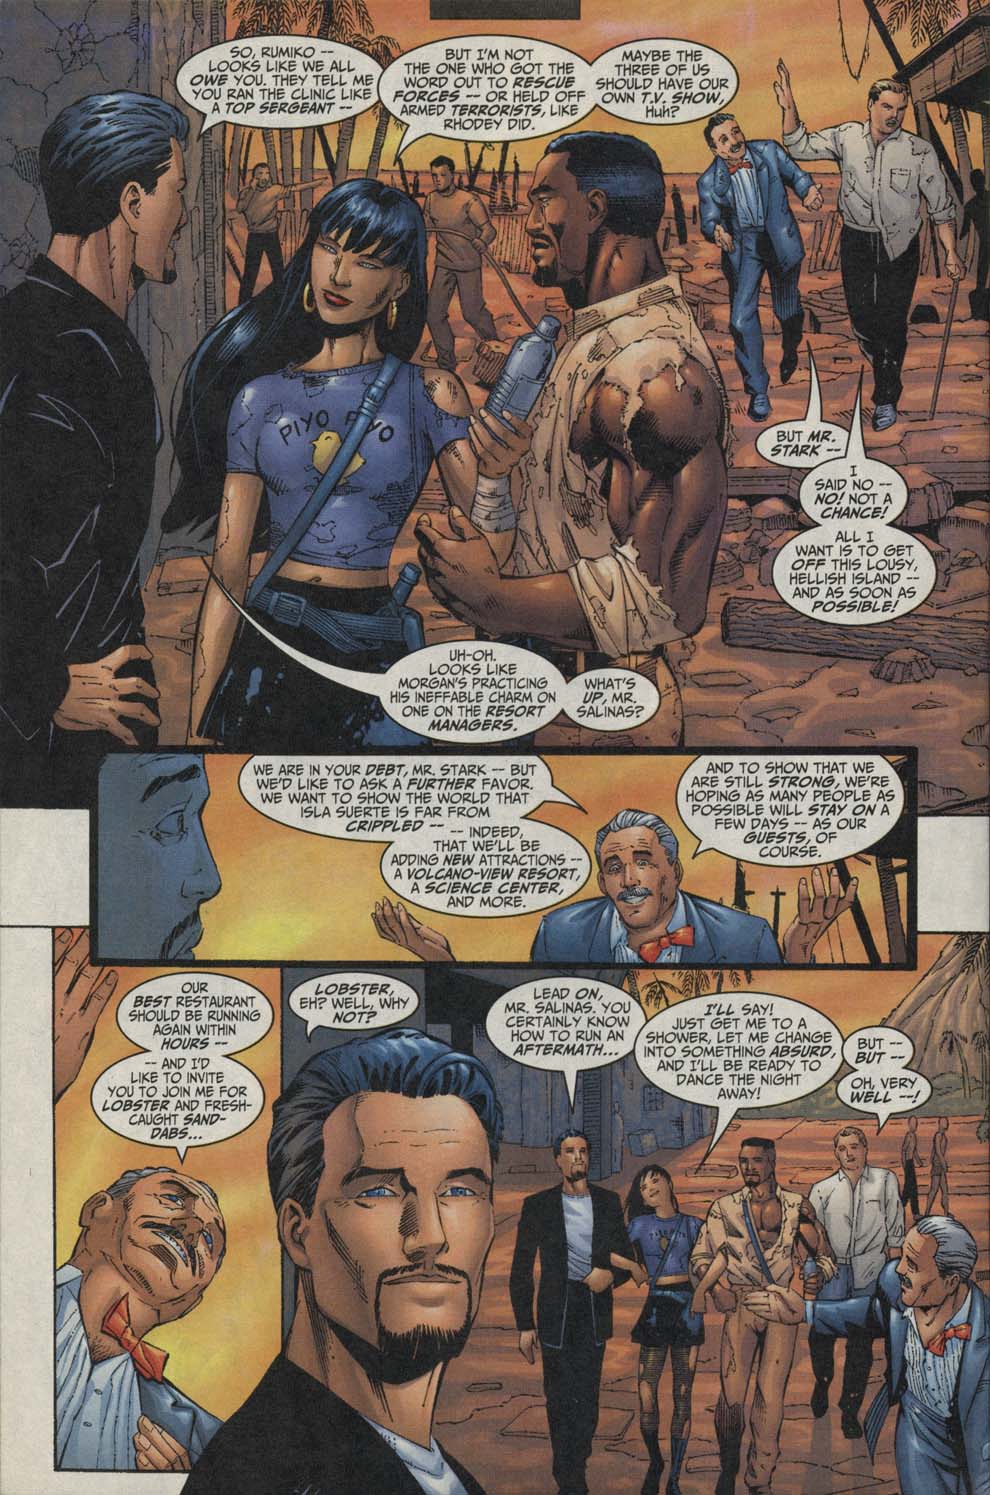 SO, RUMIKO --
LOOKS LIKE WE ALL
OWE YOU. THEY TELL ME
YOU RAN THE CLINIC LIKE
A TOP SERGEANT --
BUT I'M NOT
THE ONE WHO GOT THE
WORD OUT TO RESCUE
FORCES -- OR HELD OFF
ARMED TERRORISTS, LIKE
RHODEY DID.
MAYBE THE
THREE OF US
SHOULD HAVE OUR
OWN T.V. SHOW,
HUH?
PIYO PIYO
BUT MR.
STARK --
I
SAID NO --
NO! NOT A
CHANCE!
ALL I
WANT IS TO GET
OFF THIS LOUSY,
HELLISH ISLAND --
AND AS SOON AS
POSSIBLE!
UH-OH.
LOOKS LIKE
MORGAN'S PRACTICING
HIS INEFFABLE CHARM ON
ONE ON THE RESORT
MANAGERS.
WHAT'S
UP, MR.
SALINAS?
WE ARE IN YOUR DEBT, MR. STARK -- BUT
WE'D LIKE TO ASK A FURTHER FAVOR.
WE WANT TO SHOW THE WORLD THAT
ISLA SUERTE IS FAR FROM
CRIPPLED --
-- INDEED,
THAT WE'LL BE
ADDING NEW ATTRACTIONS --
A VOLCANO-VIEW RESORT,
A SCIENCE CENTER,
AND MORE.
AND TO SHOW THAT WE
ARE STILL STRONG, WE'RE
HOPING AS MANY PEOPLE AS
POSSIBLE WILL STAY ON A
FEW DAYS -- AS OUR
GUESTS, OF
COURSE.
OUR
BEST RESTAURANT
SHOULD BE RUNNING
AGAIN WITHIN
HOURS --
-- AND I'D
LIKE TO INVITE
YOU TO JOIN ME FOR
LOBSTER AND FRESH-
CAUGHT SAND-
DABS...
LOBSTER,
EH? WELL, WHY
NOT?
LEAD ON,
MR. SALINAS. YOU
CERTAINLY KNOW
HOW TO RUN AN
AFTERMATH...
I'LL SAY!
JUST GET ME TO A
SHOWER, LET ME CHANGE
INTO SOMETHING ABSURD,
AND I'LL BE READY TO
DANCE THE NIGHT
AWAY!
BUT --
BUT --
OH, VERY
WELL --!